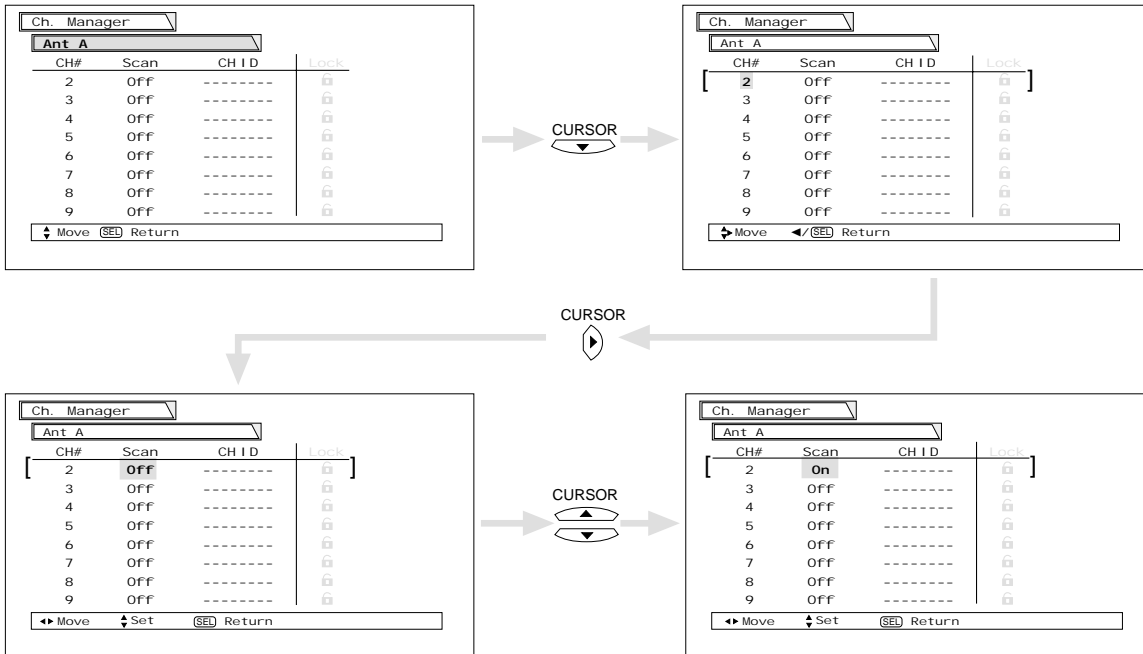 Ch. Manager
Ant A
CH# Scan CH ID Lock
2 Off --------
3 Off --------
4 Off --------
5 Off --------
6 Off --------
7 Off --------
8 Off --------
9 Off --------
Move SEL Return
CURSOR
Ch. Manager
Ant A
CH# Scan CH ID Lock
[ 2 Off -------- ]
3 Off --------
4 Off --------
5 Off --------
6 Off --------
7 Off --------
8 Off --------
9 Off --------
Move ◀/SEL Return
CURSOR
Ch. Manager
Ant A
CH# Scan CH ID Lock
[ 2 Off -------- ]
3 Off --------
4 Off --------
5 Off --------
6 Off --------
7 Off --------
8 Off --------
9 Off --------
Move Set SEL Return
CURSOR
Ch. Manager
Ant A
CH# Scan CH ID Lock
[ 2 On -------- ]
3 Off --------
4 Off --------
5 Off --------
6 Off --------
7 Off --------
8 Off --------
9 Off --------
Move Set SEL Return